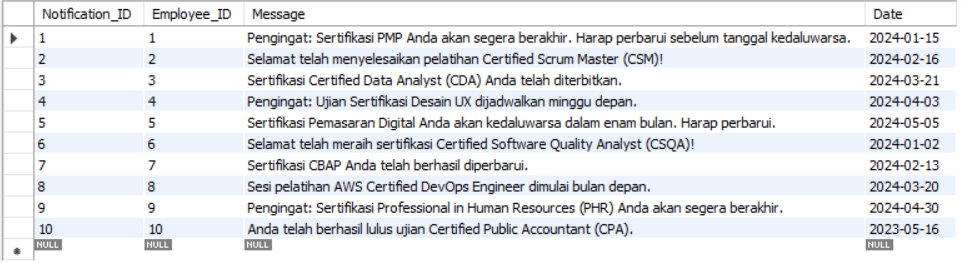 Notification_ID Employee_ID Message Date
1 1 Pengingat: Sertifikasi PMP Anda akan segera berakhir. Harap perbarui sebelum tanggal kedaluwarsa. 2024-01-15
2 2 Selamat telah menyelesaikan pelatihan Certified Scrum Master (CSM)! 2024-02-16
3 3 Sertifikasi Certified Data Analyst (CDA) Anda telah diterbitkan. 2024-03-21
4 4 Pengingat: Ujian Sertifikasi Desain UX dijadwalkan minggu depan. 2024-04-03
5 5 Sertifikasi Pemasaran Digital Anda akan kedaluwarsa dalam enam bulan. Harap perbarui. 2024-05-05
6 6 Selamat telah meraih sertifikasi Certified Software Quality Analyst (CSQA)! 2024-01-02
7 7 Sertifikasi CBAP Anda telah berhasil diperbarui. 2024-02-13
8 8 Sesi pelatihan AWS Certified DevOps Engineer dimulai bulan depan. 2024-03-20
9 9 Pengingat: Sertifikasi Professional in Human Resources (PHR) Anda akan segera berakhir. 2024-04-30
10 10 Anda telah berhasil lulus ujian Certified Public Accountant (CPA). 2023-05-16
NULL NULL NULL NULL